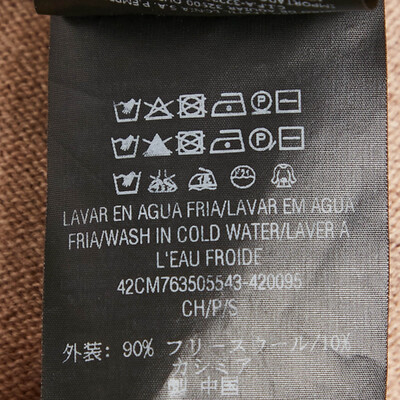 LAVAR EN AGUA FRIA/LAVAR EM AGUA
FRIA/WASH IN COLD WATER/LAVER À
L'EAU FROIDE
42CM763505543-420095
CH/P/S
外装: 90% フリースウール/10%
カシミア
製 中国